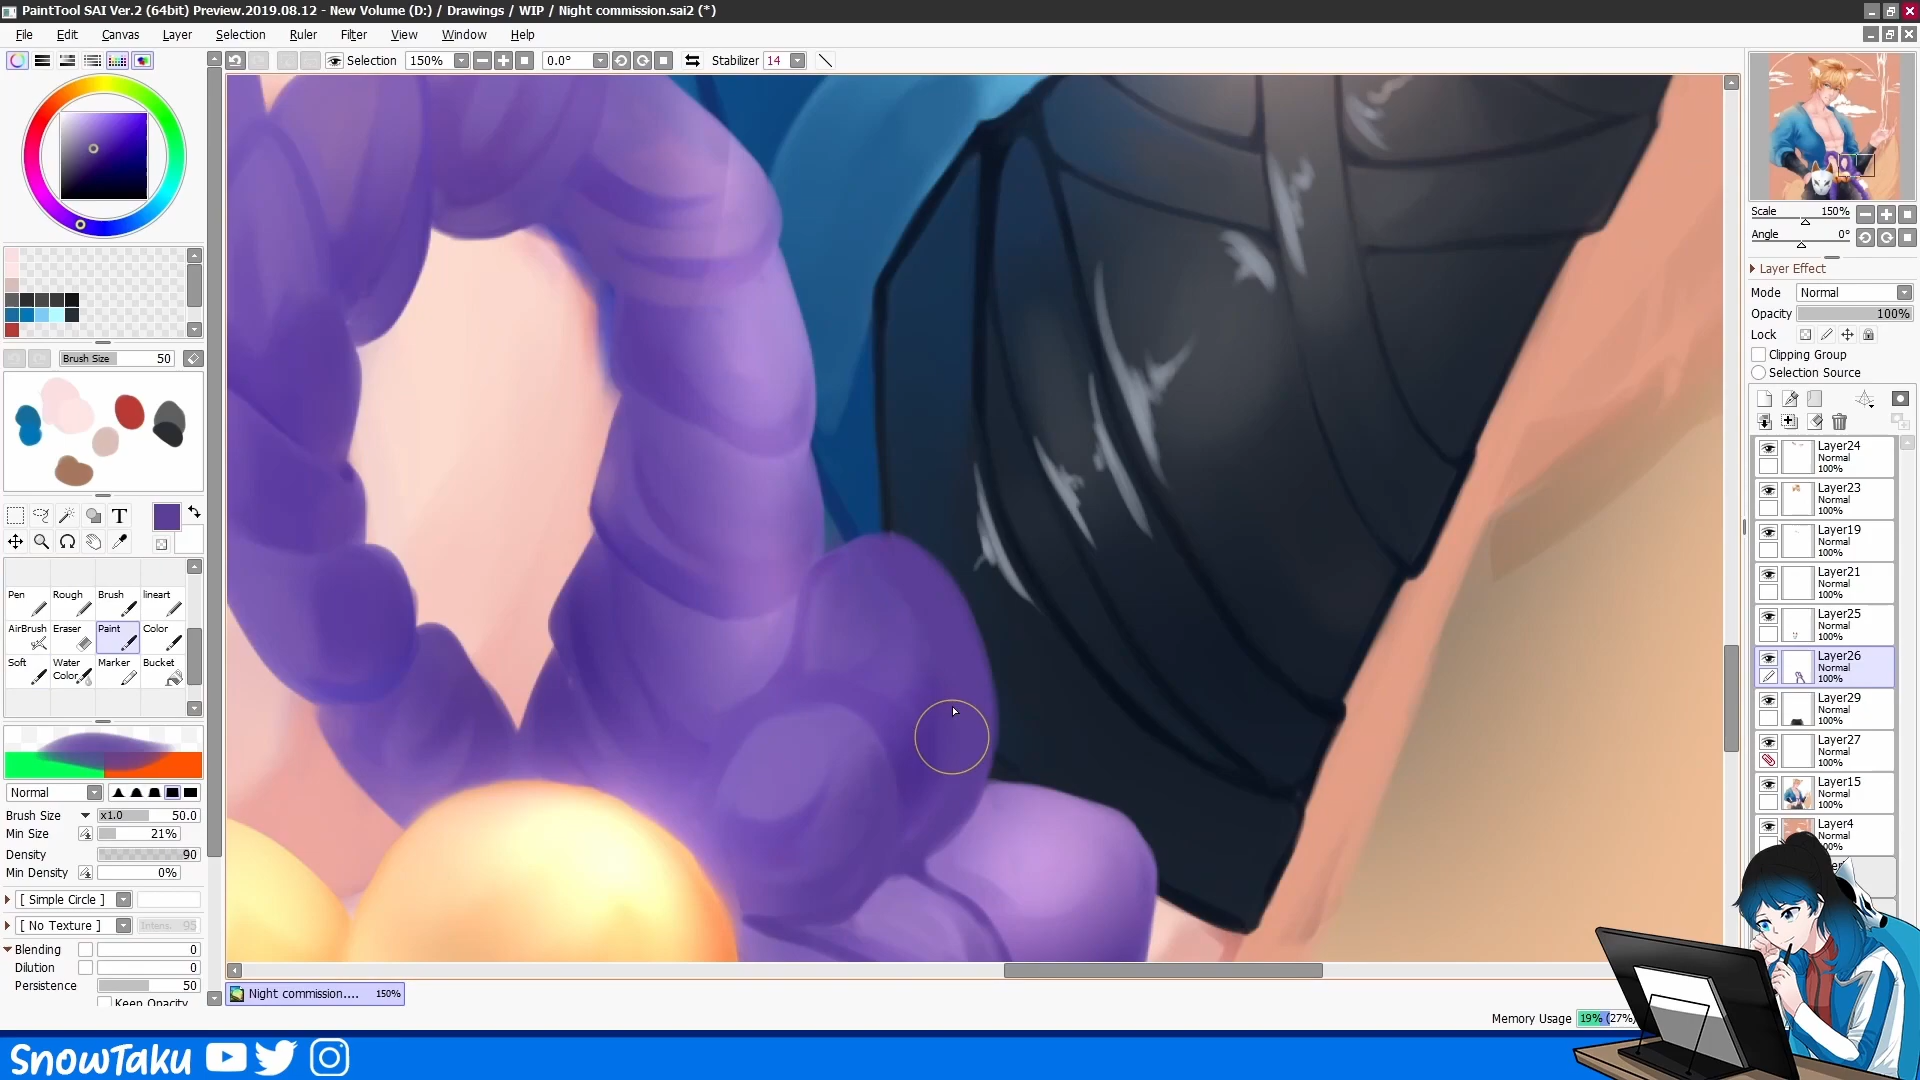 PaintTool SAI Ver.2 (64bit) Preview.2019.08.12 - New Volume (D:) / Drawings / WIP / Night commission.sai2 (*)
File Edit Canvas Layer Selection Ruler Filter View Window Help
Selection 150% 0.0° Stabilizer 14
Scale 150%
Angle 0°
Layer Effect
Mode Normal
Opacity 100%
Lock
Clipping Group
Selection Source
Brush Size 50
T
Pen Rough Brush lineart
AirBrush Eraser Paint Color
Soft Water Color Marker Bucket
Normal
Brush Size x1.0 50.0
Min Size 21%
Density 90
Min Density 0%
[ Simple Circle ]
[ No Texture ] Intens. 95
Blending 0
Dilution 0
Persistence 50
Keep Opacity
Layer24
Normal
100%
Layer23
Normal
100%
Layer19
Normal
100%
Layer21
Normal
100%
Layer25
Normal
100%
Layer26
Normal
100%
Layer29
Normal
100%
Layer27
Normal
100%
Layer15
Normal
100%
Layer4
Normal
Night commission.... 150%
Memory Usage 19% (27%)
SnowTaku